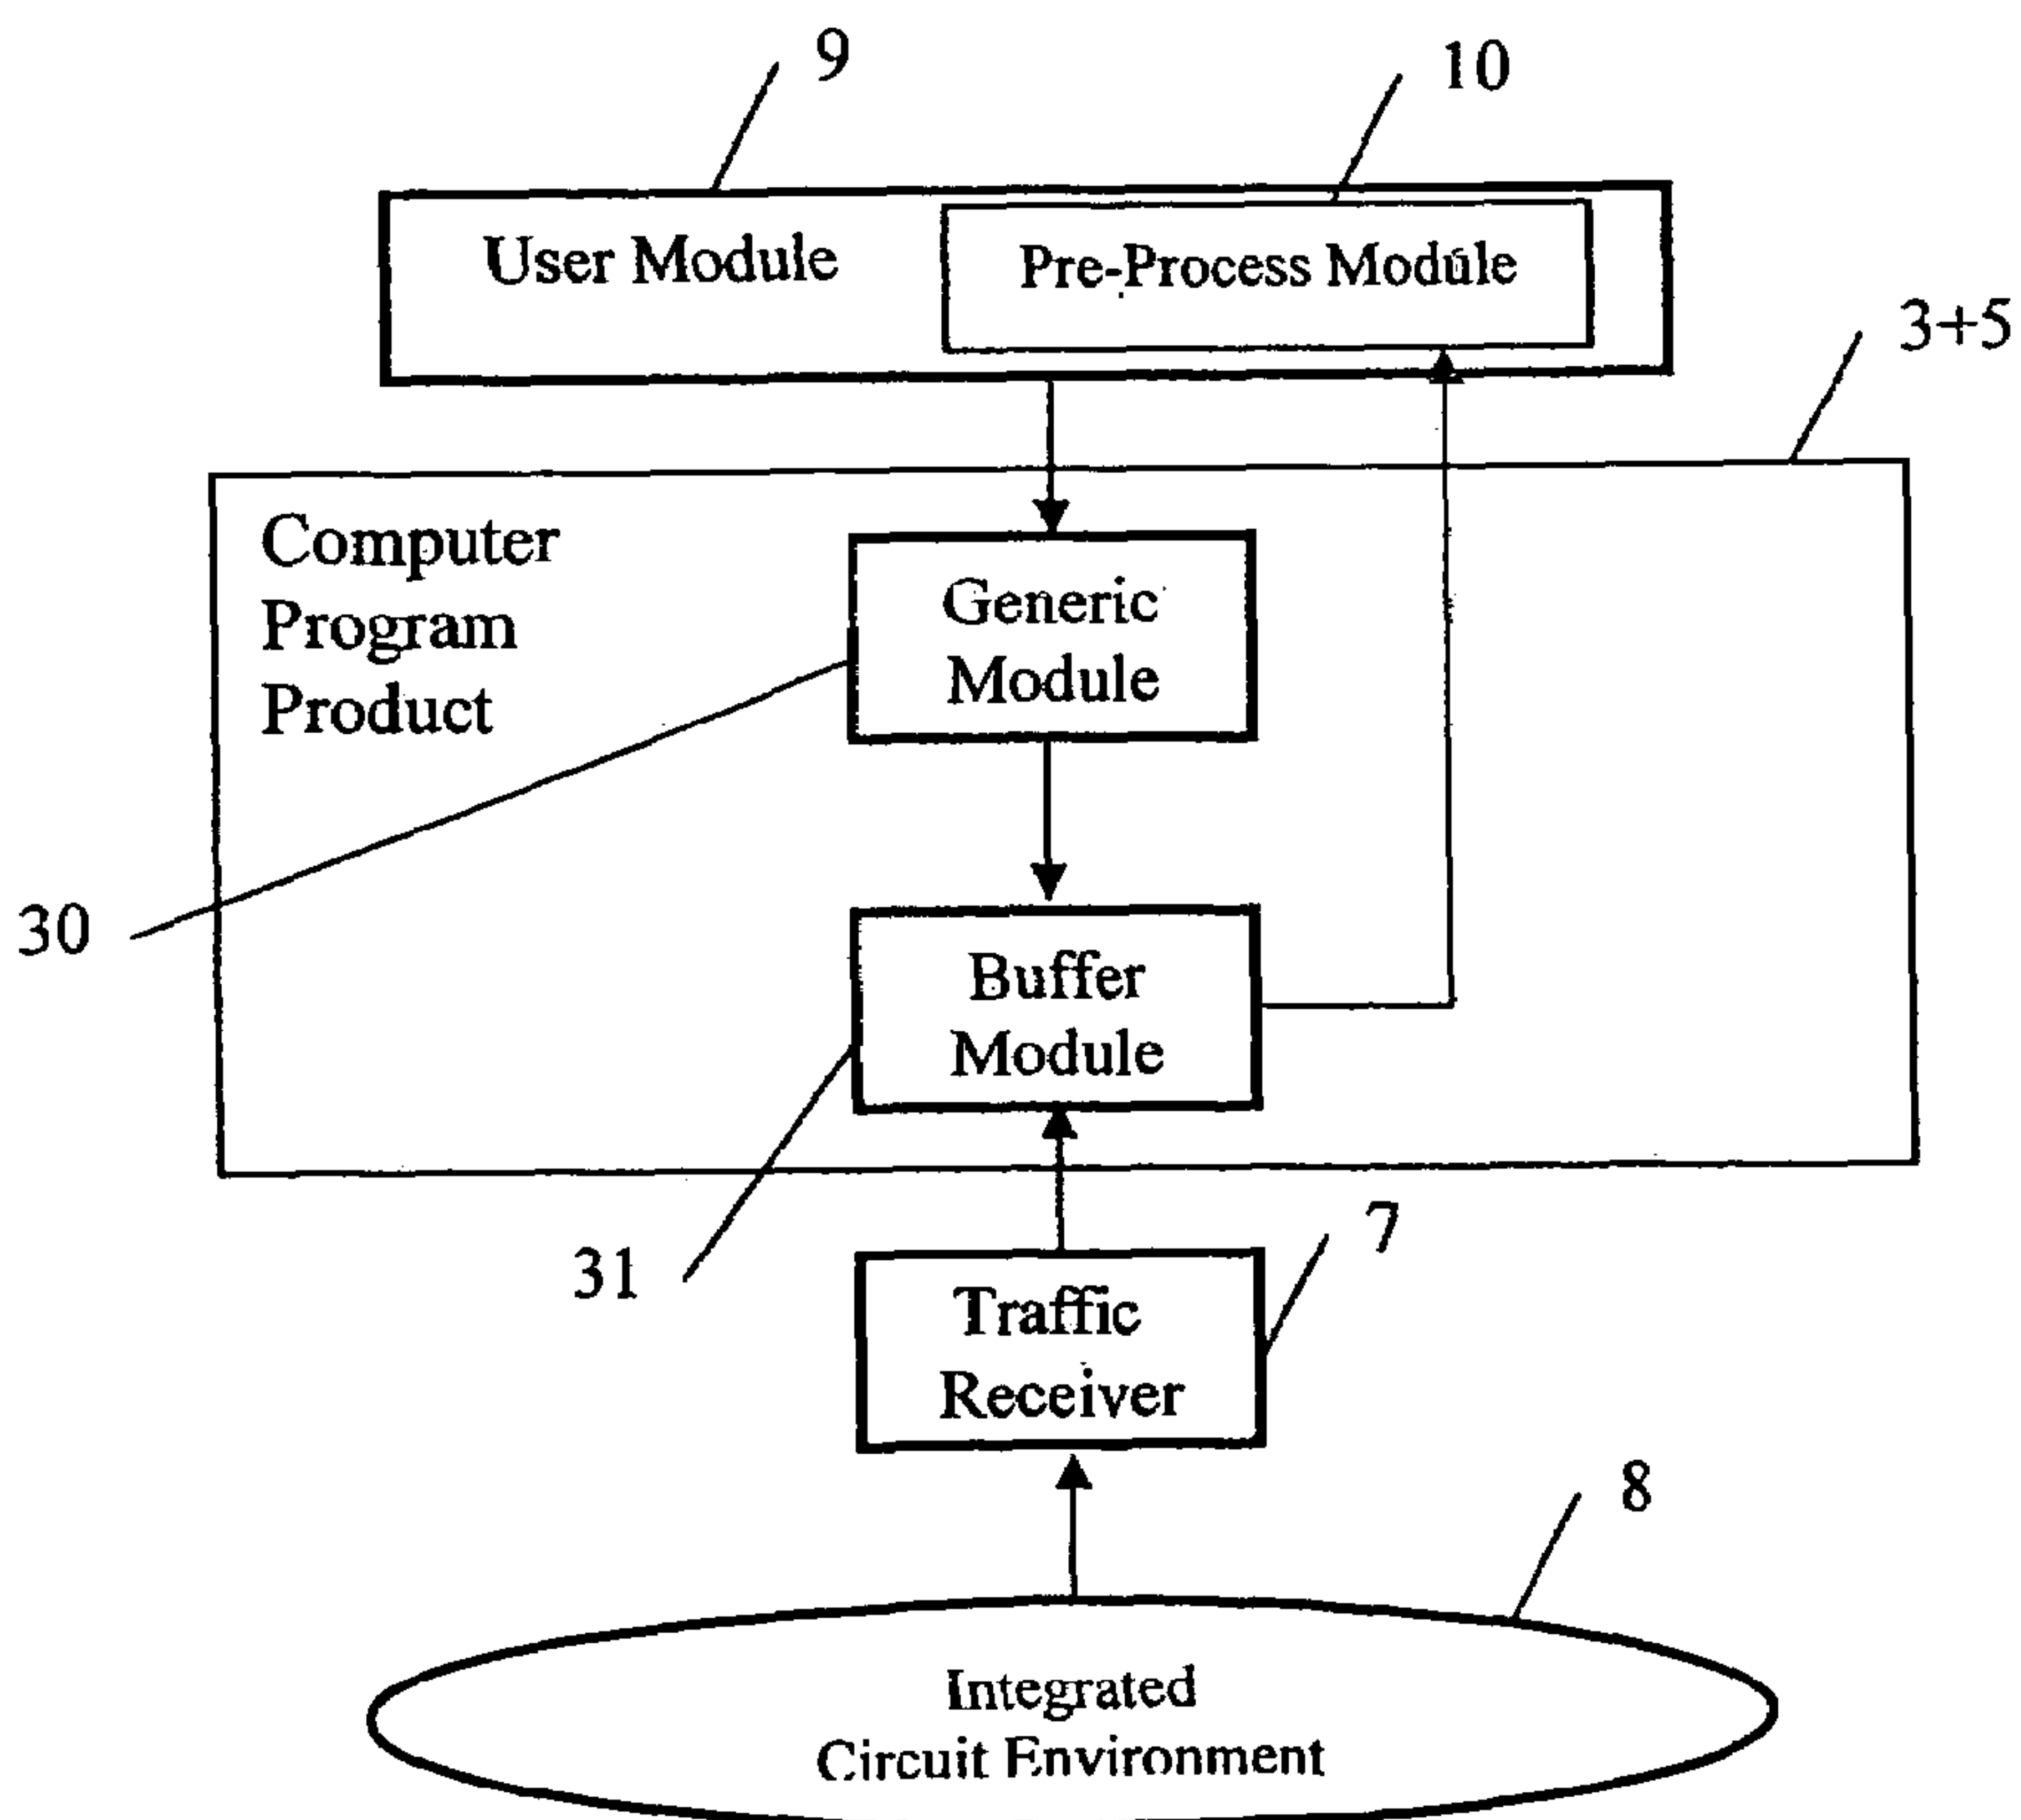 9
10
User Module
Pre-Process Module
3+5
Computer
Program
Product
Generic
Module
30
Buffer
Module
31
7
Traffic
Receiver
8
Integrated
Circuit Environment